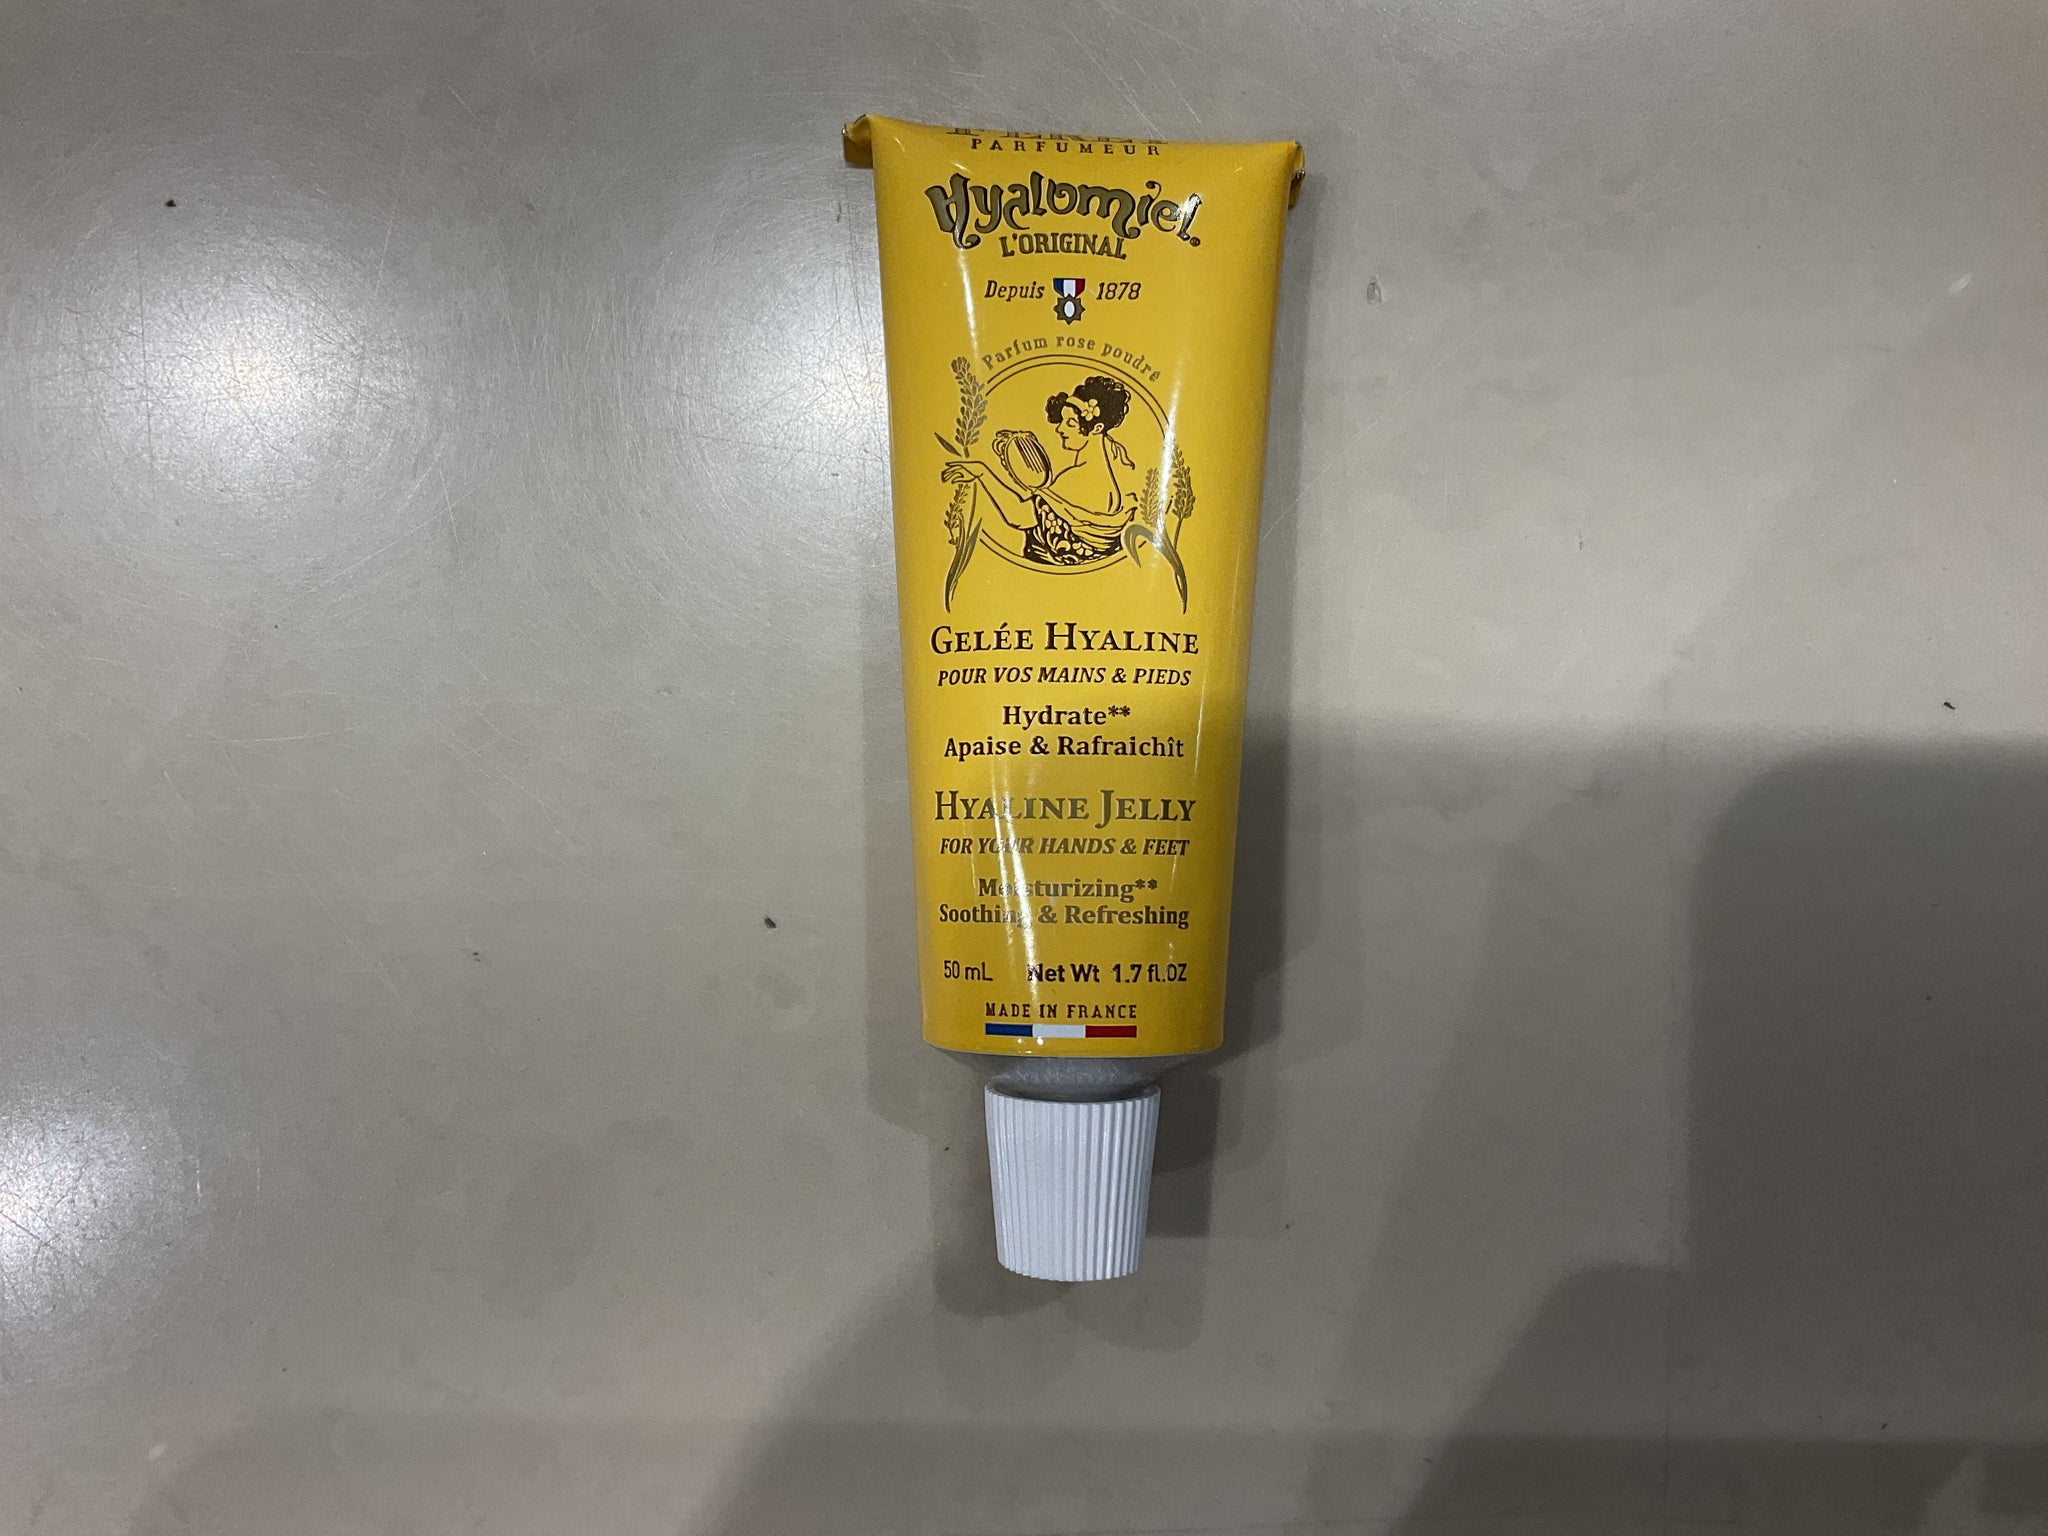 PARFUMEUR
Hyalomiel®
L'ORIGINAL
Depuis 1878
Parfum rose poudré
GELÉE HYALINE
POUR VOS MAINS & PIEDS
Hydrate**
Apaise & Rafraichît
HYALINE JELLY
FOR YOUR HANDS & FEET
Moisturizing**
Soothing & Refreshing
50 mL Net Wt 1.7 fl.OZ
MADE IN FRANCE